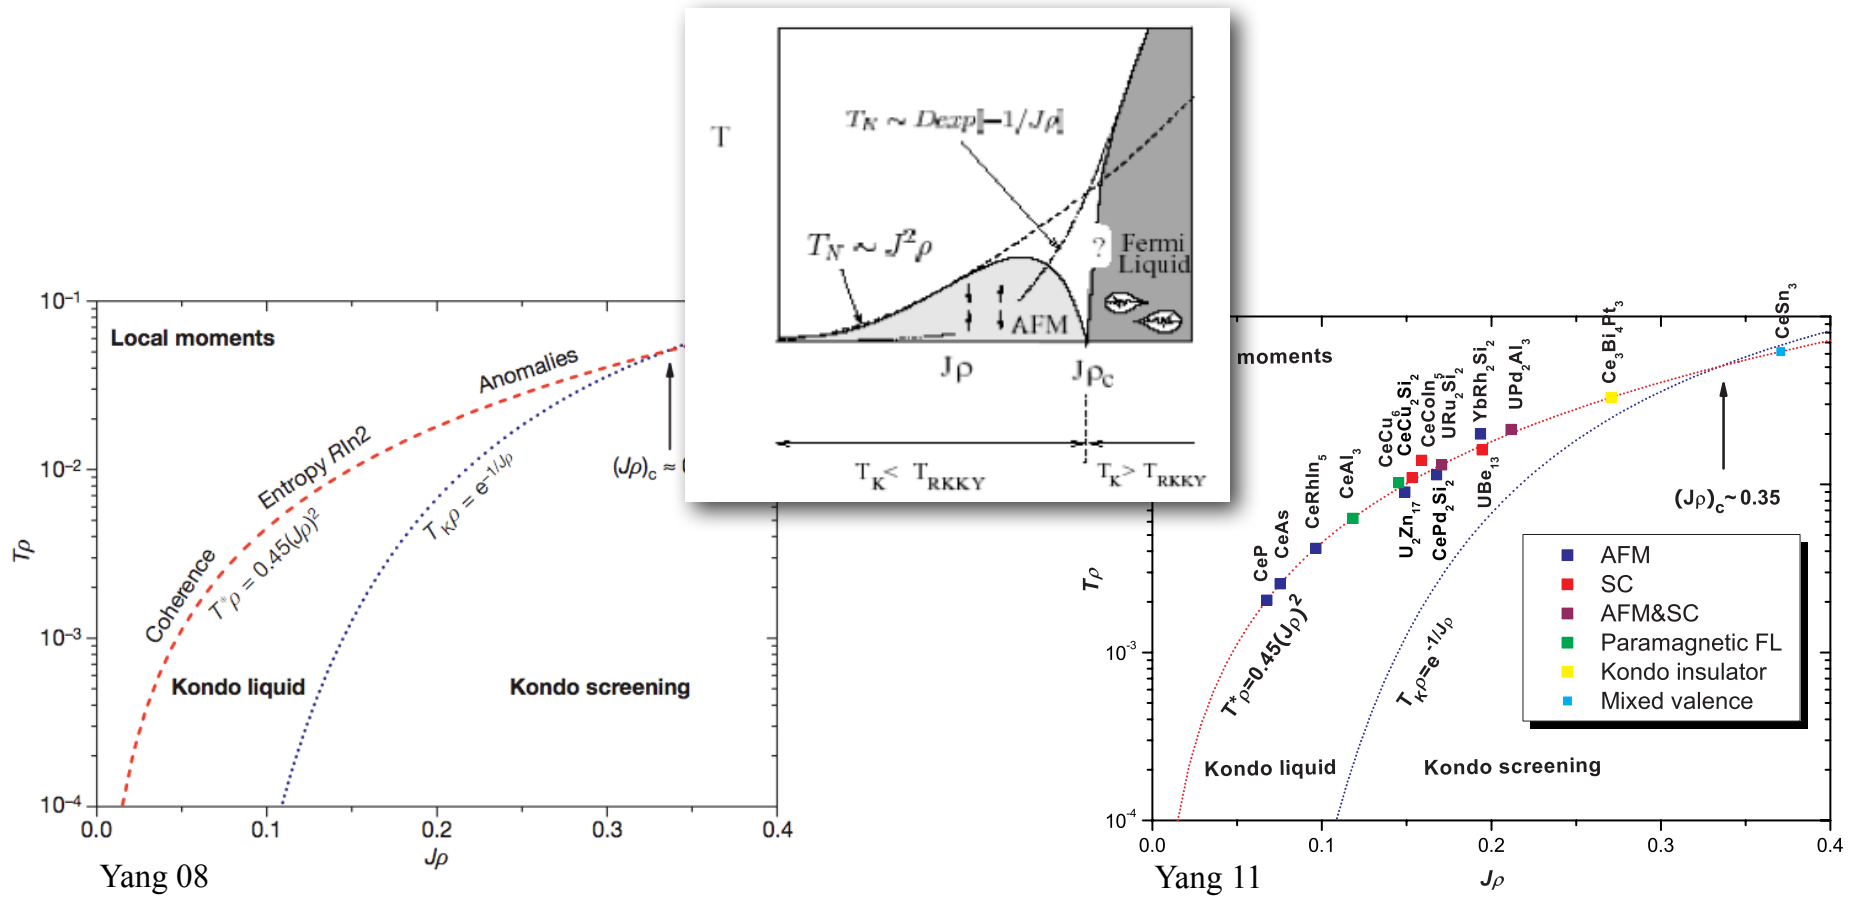 10⁻¹
10⁻²
10⁻³
10⁻⁴
Tρ
Local moments
Anomalies
Entropy Rln2
Coherence
T*ρ = 0.45(Jρ)²
T_Kρ = e^-1/Jρ
(Jρ)c ≈
Kondo liquid
Kondo screening
0.0 0.1 0.2 0.3 0.4
Jρ
Yang 08
T
T_K ~ Dexp[-1/Jρ]
T_N ~ J²ρ
?
Fermi
Liquid
AFM
Jρ
Jρ_c
T_K < T_RKKY
T_K > T_RKKY
moments
CeP
CeAs
CeRhIn₅
CeAl₃
CeCu₆
CeCu₂Si₂
CeCoIn₅
URu₂Si₂
YbRh₂Si₂
UPd₂Al₃
Ce₃Bi₄Pt₃
CeSn₃
U₂Zn₁₇
CePd₂Si₂
UBe₁₃
(Jρ)c~0.35
AFM
SC
AFM&SC
Paramagnetic FL
Kondo insulator
Mixed valence
Tρ
10⁻³
10⁻⁴
T*ρ=0.45(Jρ)²
T_Kρ=e^-1/Jρ
Kondo liquid
Kondo screening
0.0 0.1 0.2 0.3 0.4
Jρ
Yang 11